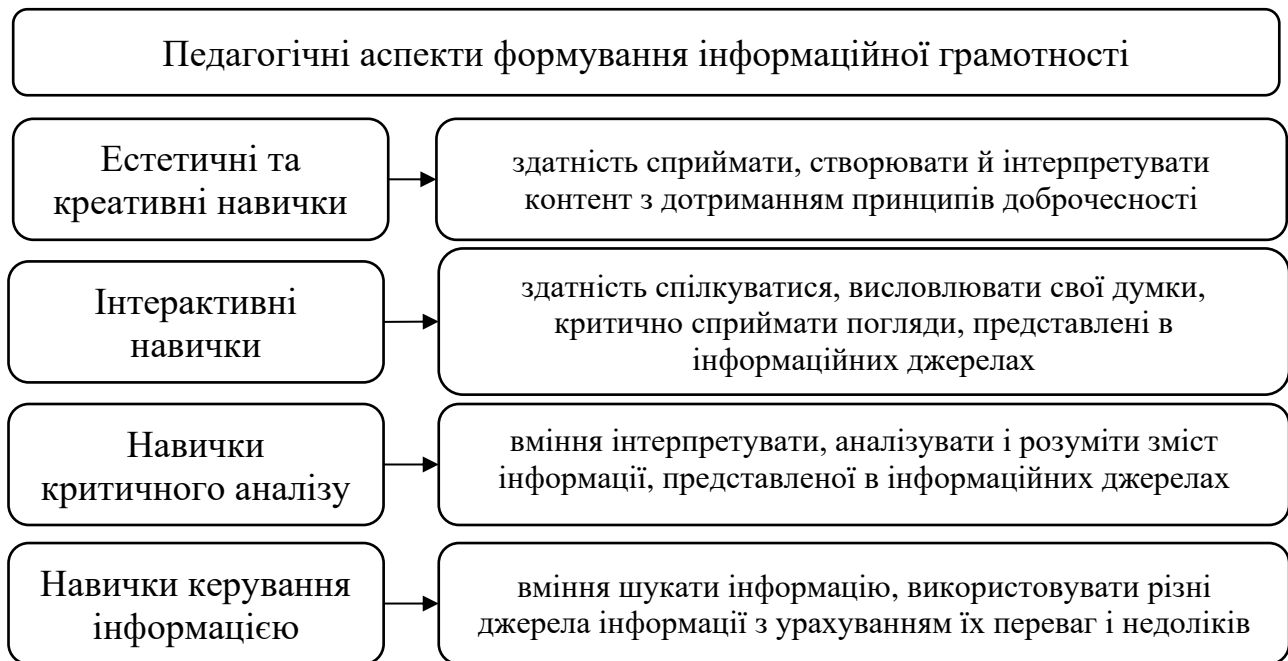 Педагогічні аспекти формування інформаційної грамотності
Естетичні та
креативні навички
здатність сприймати, створювати й інтерпретувати
контент з дотриманням принципів доброчесності
Інтерактивні
навички
здатність спілкуватися, висловлювати свої думки,
критично сприймати погляди, представлені в
інформаційних джерелах
Навички
критичного аналізу
вміння інтерпретувати, аналізувати і розуміти зміст
інформації, представленої в інформаційних джерелах
Навички керування
інформацією
вміння шукати інформацію, використовувати різні
джерела інформації з урахуванням їх переваг і недоліків